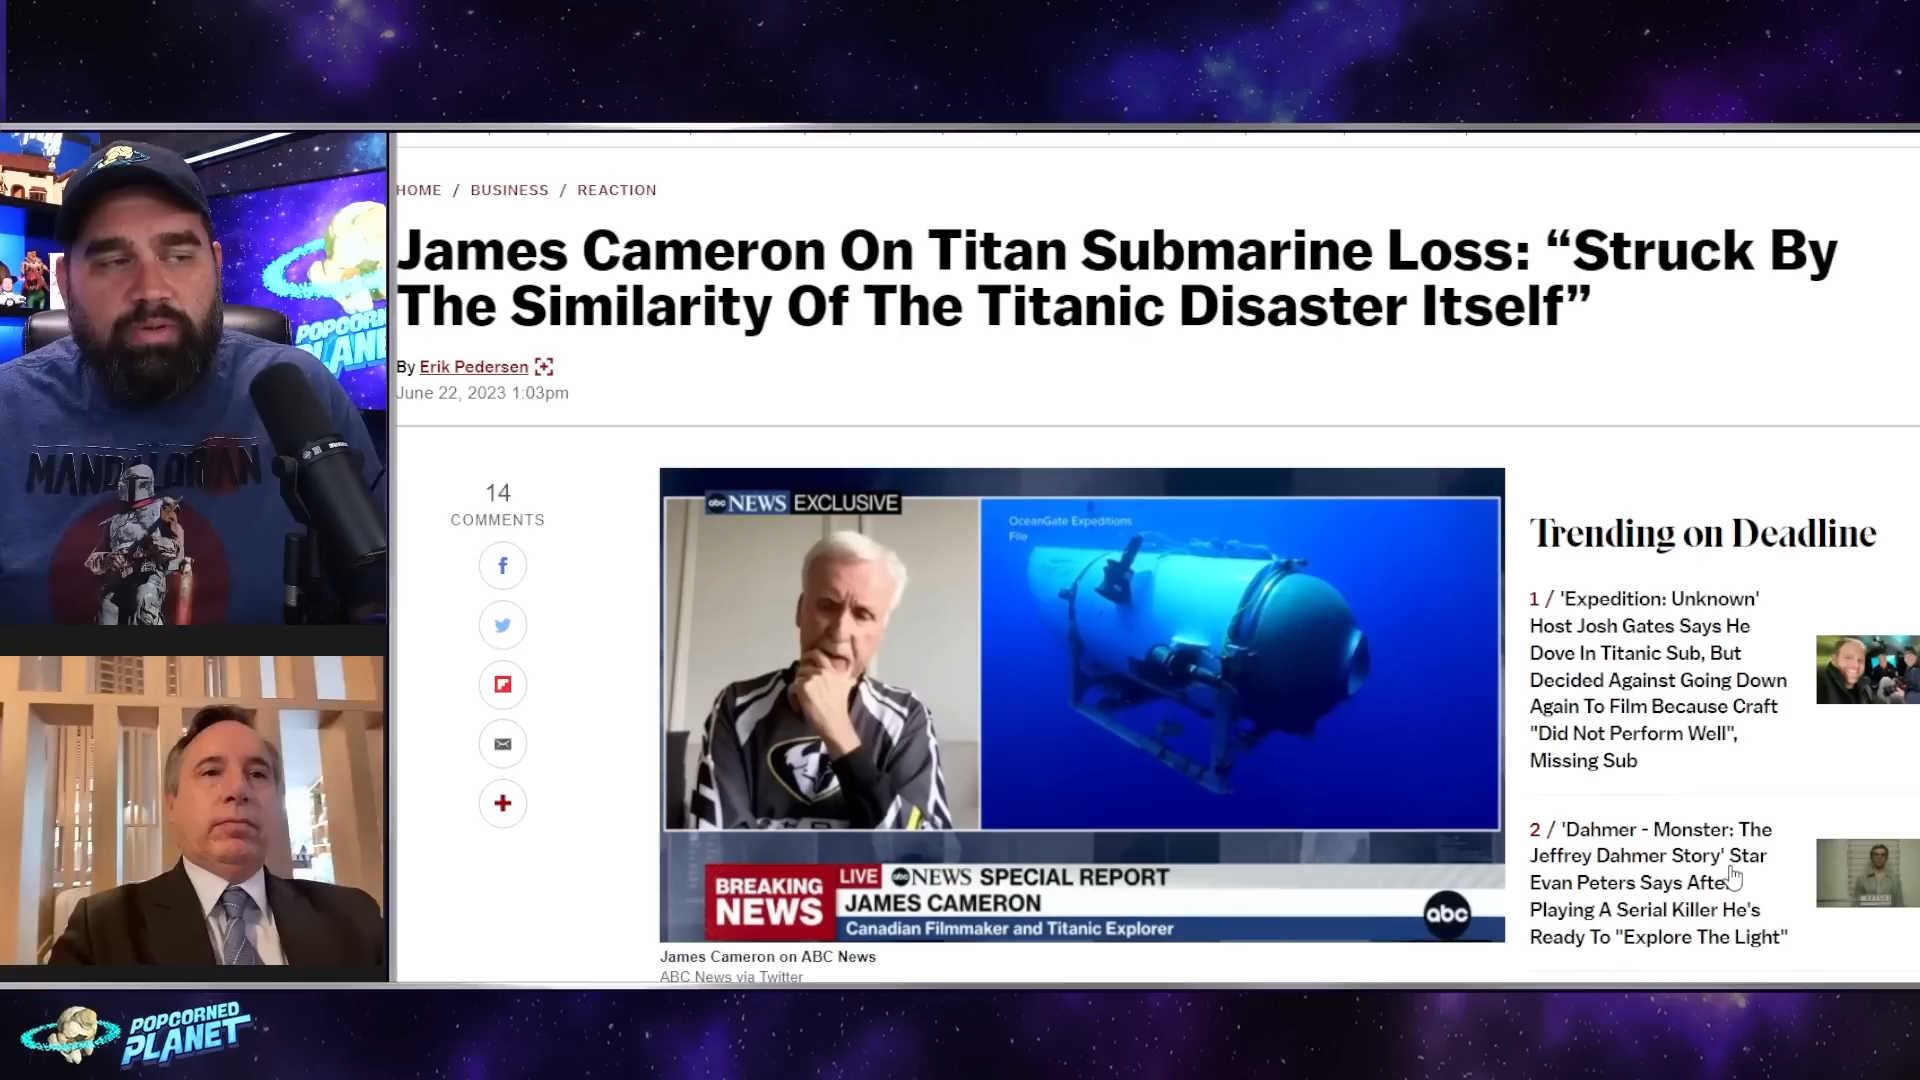 HOME / BUSINESS / REACTION
James Cameron On Titan Submarine Loss: “Struck By
The Similarity Of The Titanic Disaster Itself”
By Erik Pedersen
June 22, 2023 1:03pm
POPCORN
PLANE
MANDALORIAN
14
COMMENTS
abc NEWS EXCLUSIVE
OceanGate Expeditions
File
BREAKING
NEWS
LIVE abc NEWS SPECIAL REPORT
JAMES CAMERON
Canadian Filmmaker and Titanic Explorer
abc
James Cameron on ABC News
ABC News via Twitter
Trending on Deadline
1 / 'Expedition: Unknown'
Host Josh Gates Says He
Dove In Titanic Sub, But
Decided Against Going Down
Again To Film Because Craft
"Did Not Perform Well",
Missing Sub
2 / 'Dahmer - Monster: The
Jeffrey Dahmer Story' Star
Evan Peters Says Afte
Playing A Serial Killer He's
Ready To "Explore The Light"
POPCORNED
PLANET